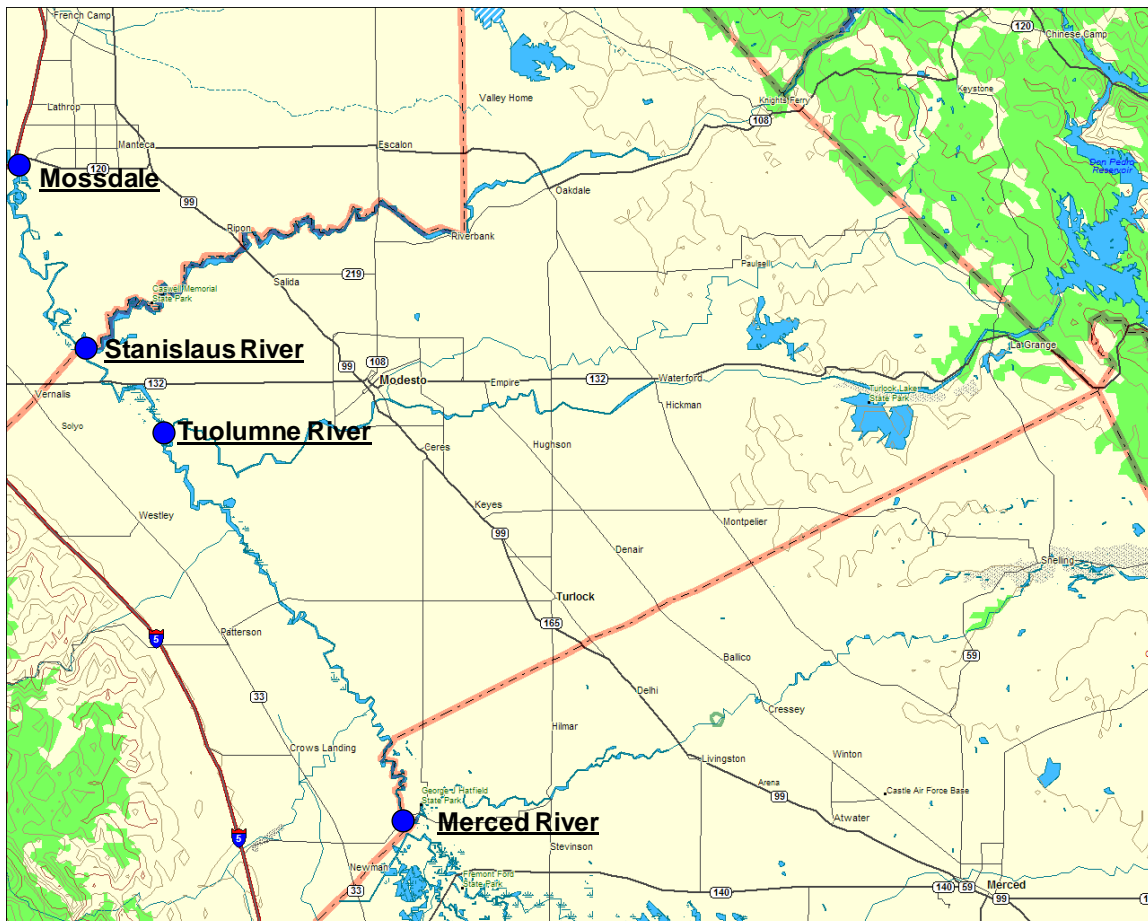 French Camp
120
Chinese Camp
Lathrop
Valley Home
Knights Ferry
Keystone
108
Manteca
Escalon
120
Mossdale
Don Pedro
Reservoir
Oakdale
99
Ripon
Riverbank
219
Salida
Paulsell
Caswell Memorial
State Park
Stanislaus River
La Grange
108
99
Modesto
132
Empire
132
Waterford
Turlock Lake
State Park
Vernalis
Hickman
Solyo
Tuolumne River
Ceres
Hughson
Keyes
Westley
Montpelier
99
Denair
Snelling
Turlock
165
5
Patterson
59
Ballico
33
Delhi
Cressey
Hilmar
Crows Landing
Winton
Livingston
Arena
George J Hatfield
State Park
99
Castle Air Force Base
Merced River
Atwater
5
Stevinson
Newman
Fremont Ford
State Park
33
140
140
59
Merced
99